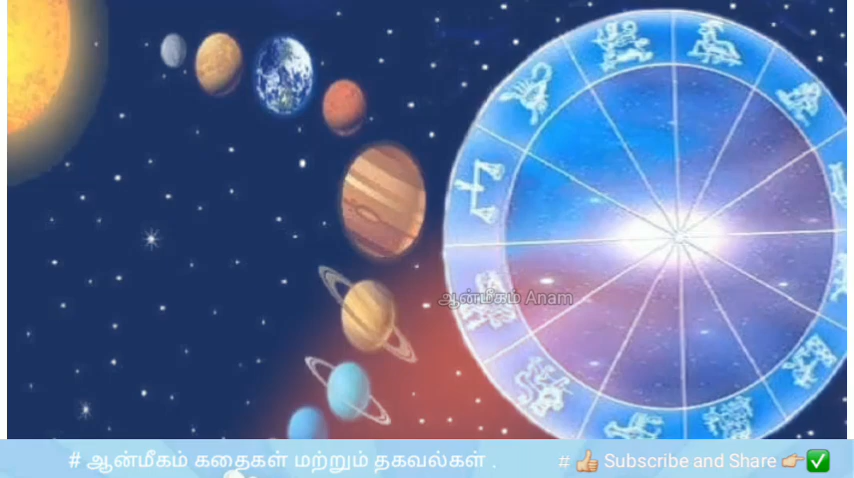 ஆன்மீகம் Anam
# ஆன்மீகம் கதைகள் மற்றும் தகவல்கள் . # 👍 Subscribe and Share 👉✅